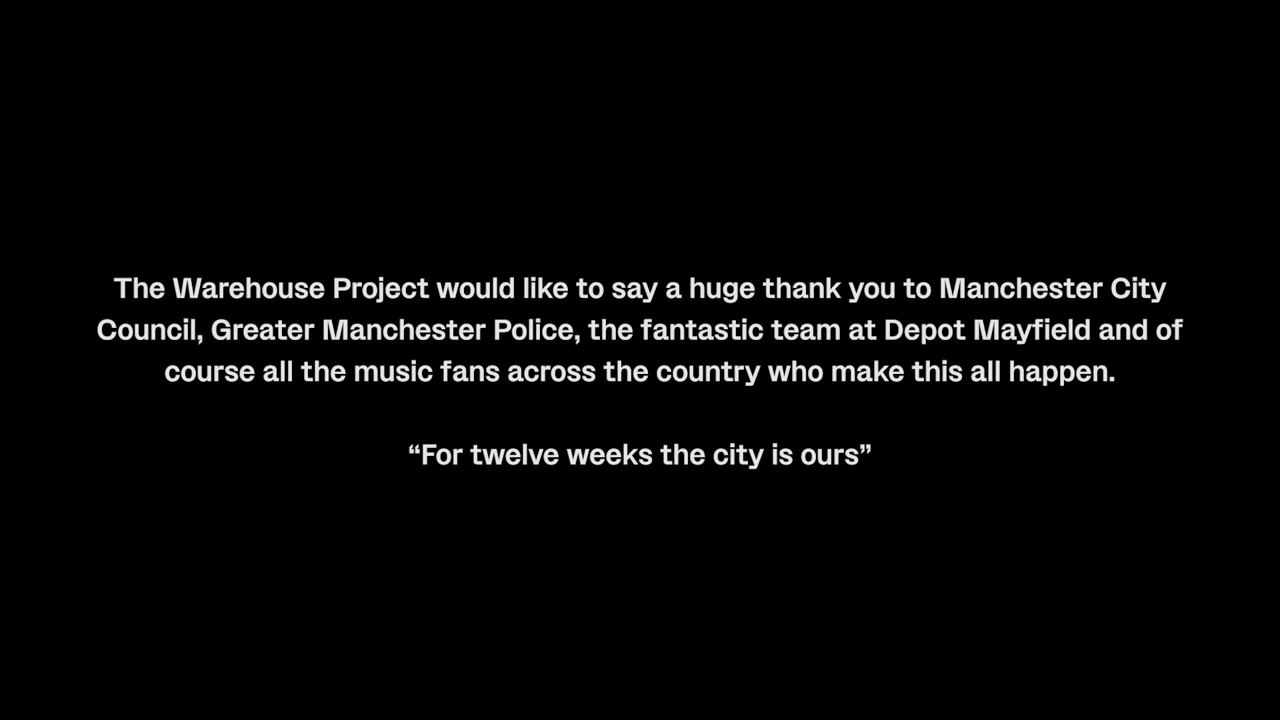 The Warehouse Project would like to say a huge thank you to Manchester City
Council, Greater Manchester Police, the fantastic team at Depot Mayfield and of
course all the music fans across the country who make this all happen.
“For twelve weeks the city is ours”